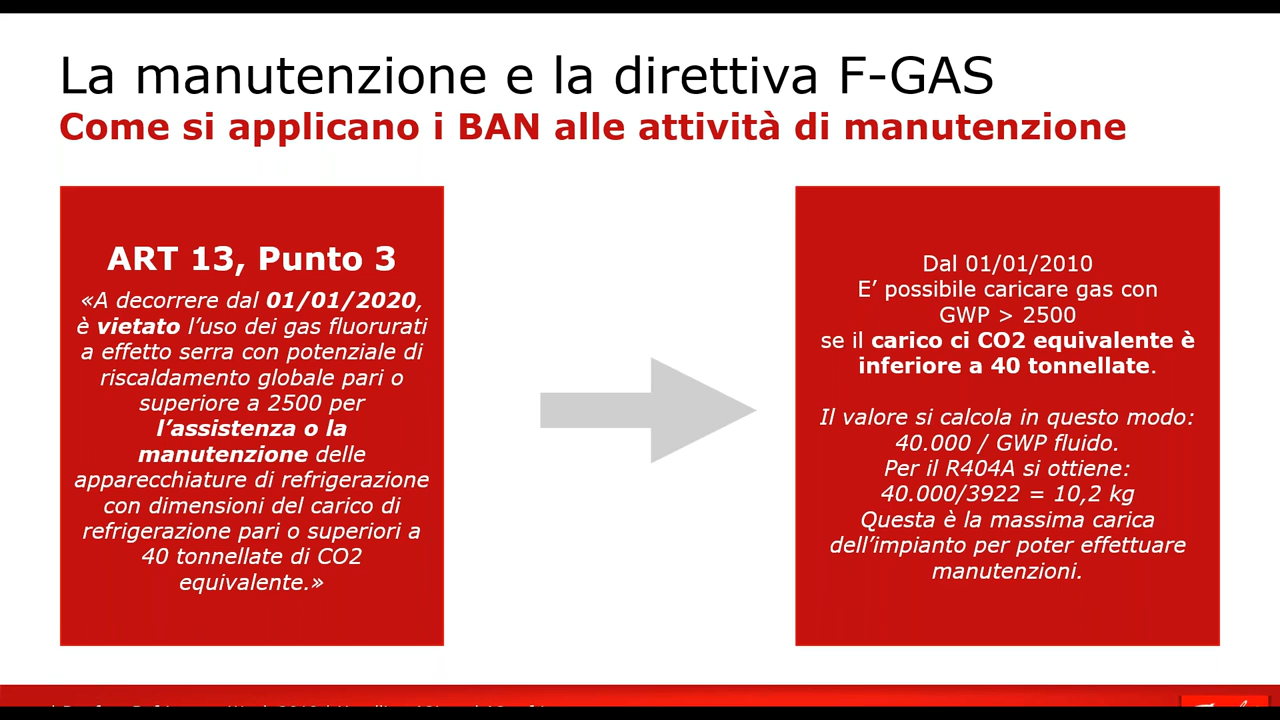 La manutenzione e la direttiva F-GAS
Come si applicano i BAN alle attività di manutenzione
ART 13, Punto 3
«A decorrere dal 01/01/2020,
è vietato l’uso dei gas fluorurati
a effetto serra con potenziale di
riscaldamento globale pari o
superiore a 2500 per
l’assistenza o la
manutenzione delle
apparecchiature di refrigerazione
con dimensioni del carico di
refrigerazione pari o superiori a
40 tonnellate di CO2
equivalente.»
Dal 01/01/2010
E’ possibile caricare gas con
GWP > 2500
se il carico ci CO2 equivalente è
inferiore a 40 tonnellate.
Il valore si calcola in questo modo:
40.000 / GWP fluido.
Per il R404A si ottiene:
40.000/3922 = 10,2 kg
Questa è la massima carica
dell’impianto per poter effettuare
manutenzioni.